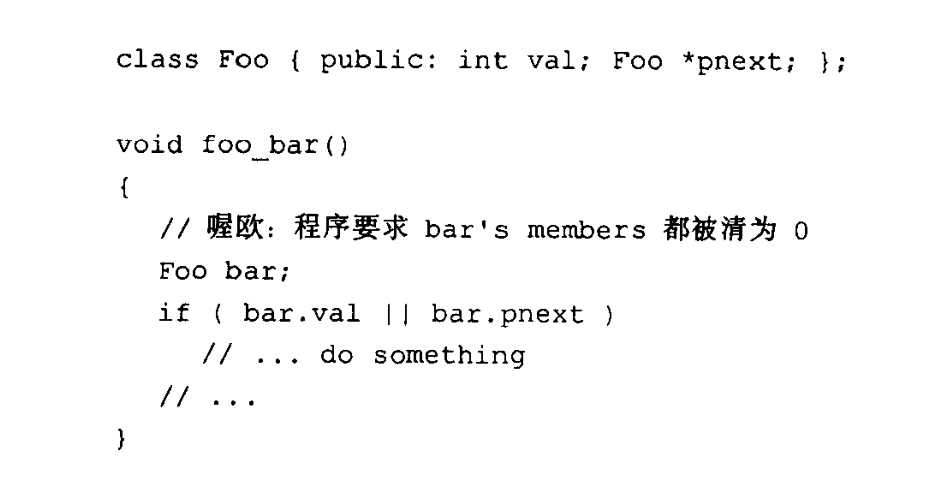 class Foo { public: int val; Foo *pnext; };
void foo_bar()
{
// 喔欧：程序要求 bar's members 都被清为 0
Foo bar;
if ( bar.val || bar.pnext )
// ... do something
// ...
}